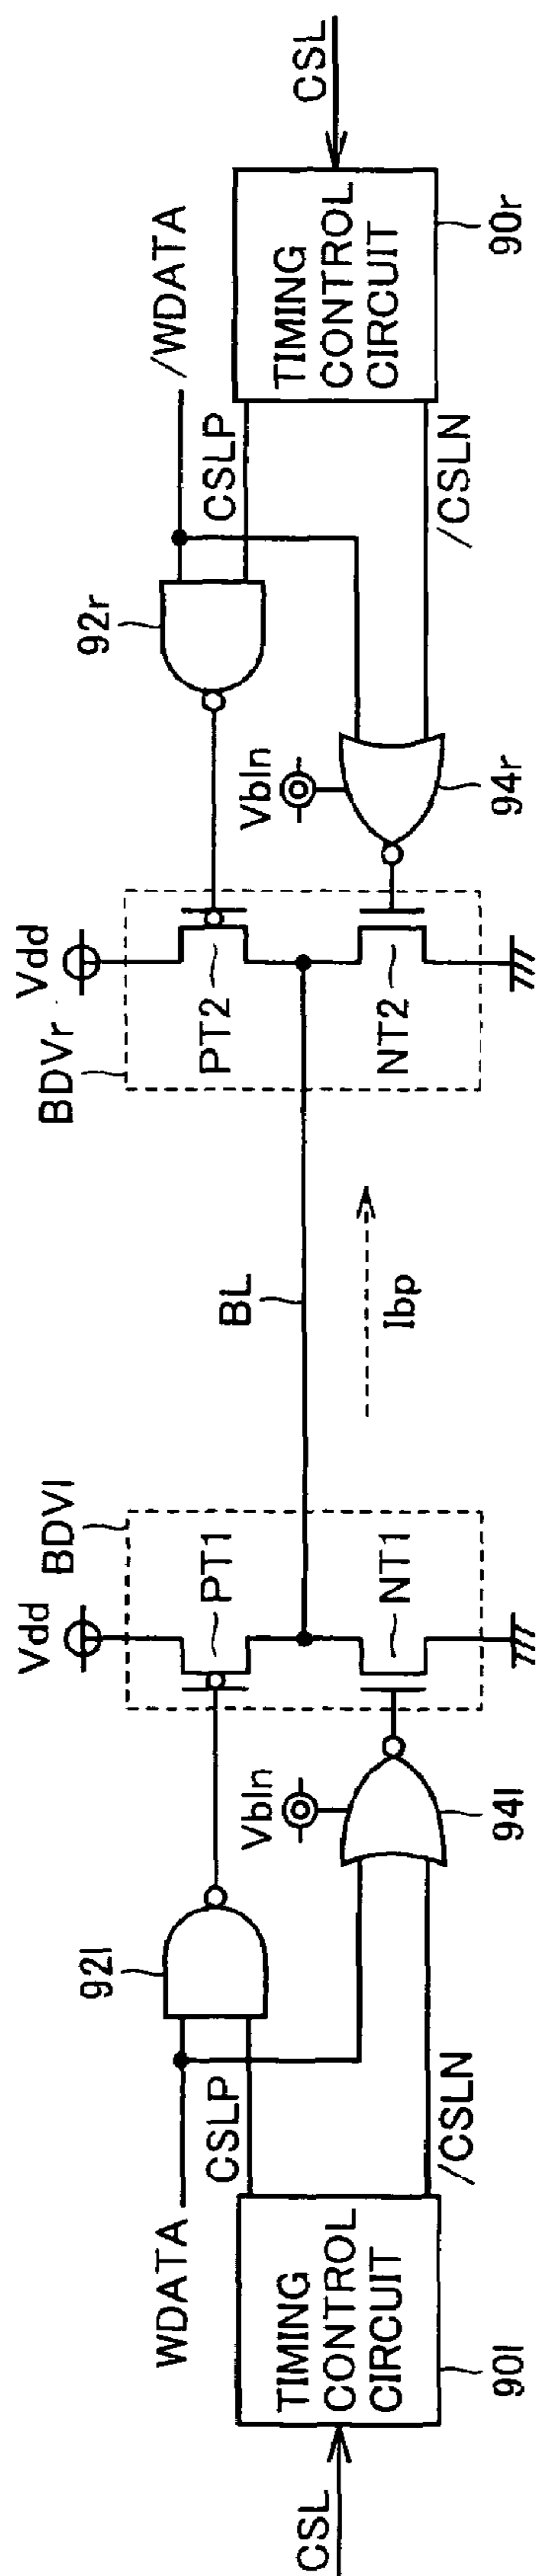 CSL
TIMING
CONTROL
CIRCUIT
90l
WDATA
CSLP
/CSLN
92l
Vbln
94l
Vdd
BDVl
PT1
NT1
BL
Ibp
Vdd
BDVr
PT2
NT2
Vbln
94r
92r
/WDATA
CSLP
/CSLN
TIMING
CONTROL
CIRCUIT
90r
CSL